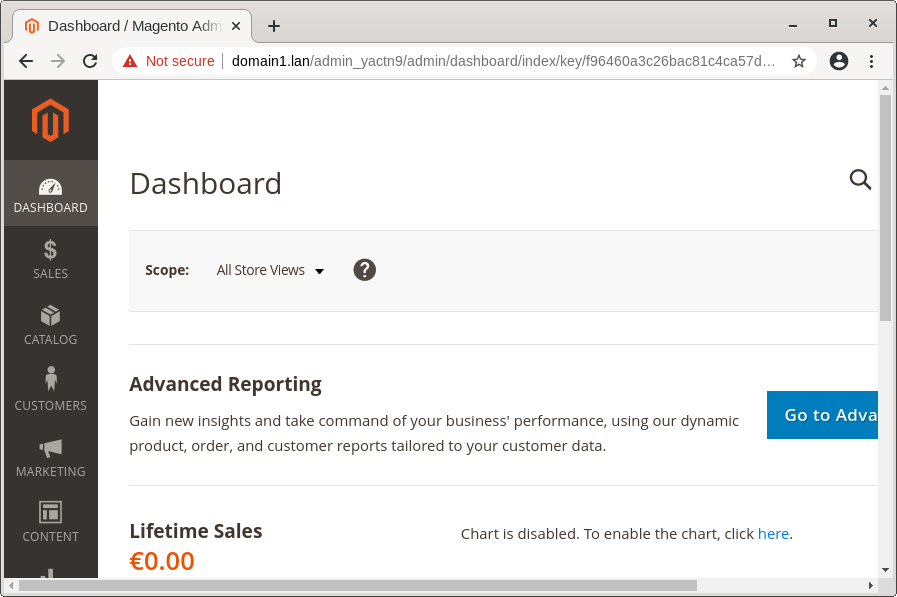 Dashboard / Magento Adm
Not secure
domain1.lan/admin_yactn9/admin/dashboard/index/key/f96460a3c26bac81c4ca57d…
DASHBOARD
SALES
CATALOG
CUSTOMERS
MARKETING
CONTENT
Dashboard
Scope: All Store Views ?
Advanced Reporting
Gain new insights and take command of your business' performance, using our dynamic
product, order, and customer reports tailored to your customer data.
Go to Adva
Lifetime Sales
€0.00
Chart is disabled. To enable the chart, click here.